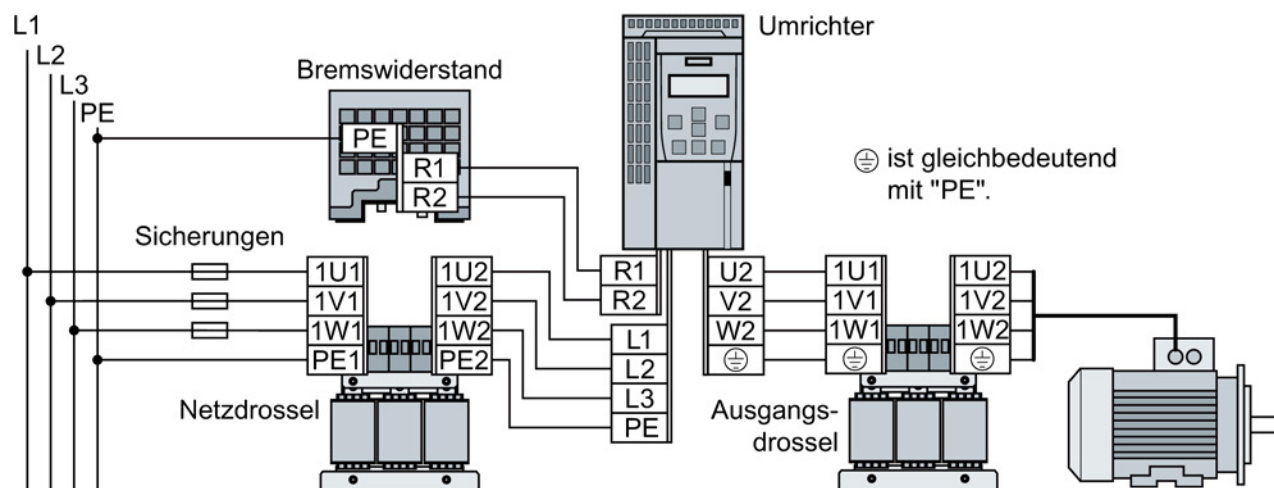 L1
L2
L3
PE
Bremswiderstand
PE
R1
R2
Umrichter
⏚ ist gleichbedeutend
mit "PE".
Sicherungen
1U1
1V1
1W1
PE1
1U2
1V2
1W2
PE2
Netzdrossel
R1
R2
L1
L2
L3
PE
U2
V2
W2
⏚
1U1
1V1
1W1
⏚
1U2
1V2
1W2
⏚
Ausgangs-
drossel